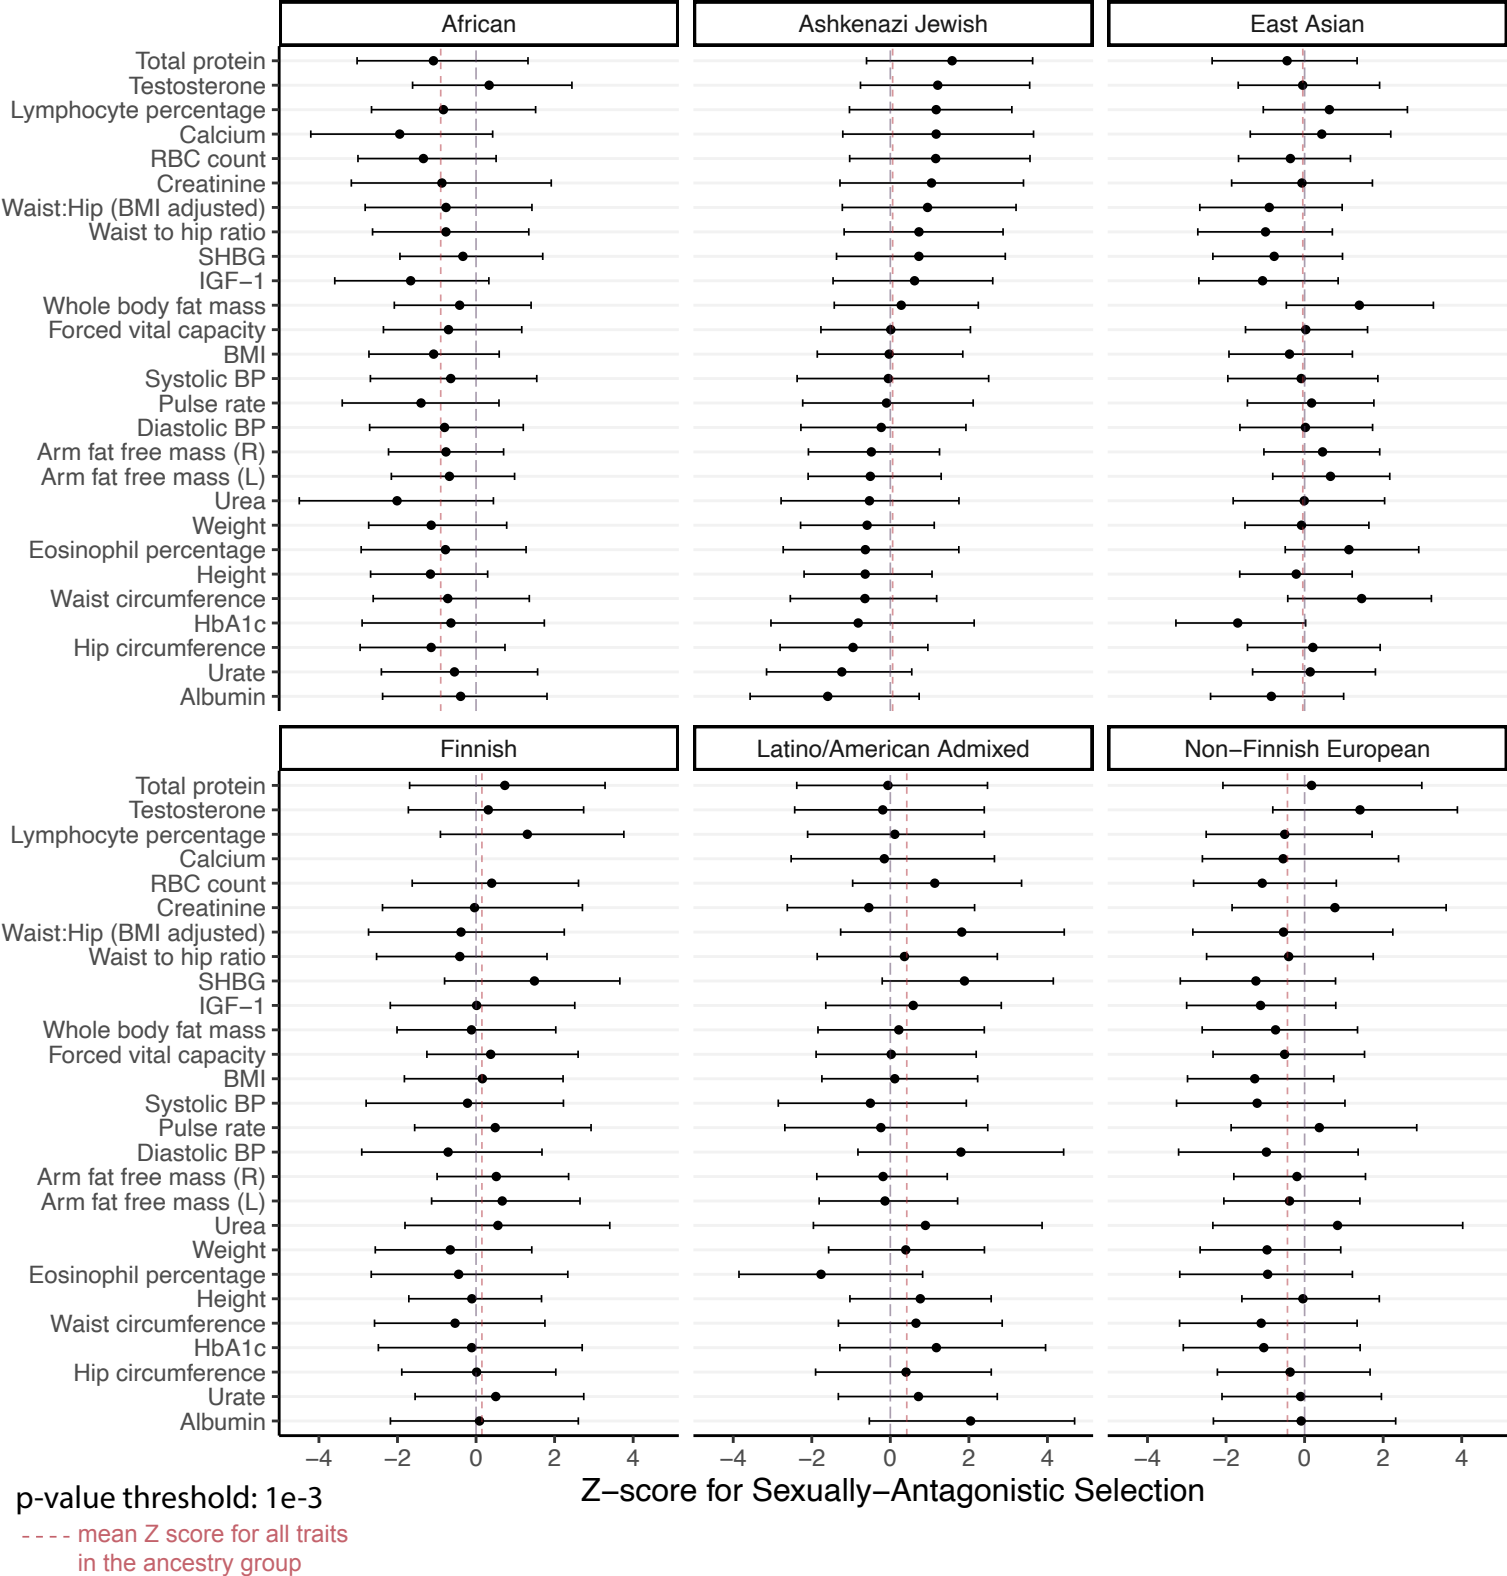 African
Ashkenazi Jewish
East Asian
Total protein
Testosterone
Lymphocyte percentage
Calcium
RBC count
Creatinine
Waist:Hip (BMI adjusted)
Waist to hip ratio
SHBG
IGF−1
Whole body fat mass
Forced vital capacity
BMI
Systolic BP
Pulse rate
Diastolic BP
Arm fat free mass (R)
Arm fat free mass (L)
Urea
Weight
Eosinophil percentage
Height
Waist circumference
HbA1c
Hip circumference
Urate
Albumin
Finnish
Latino/American Admixed
Non−Finnish European
Total protein
Testosterone
Lymphocyte percentage
Calcium
RBC count
Creatinine
Waist:Hip (BMI adjusted)
Waist to hip ratio
SHBG
IGF−1
Whole body fat mass
Forced vital capacity
BMI
Systolic BP
Pulse rate
Diastolic BP
Arm fat free mass (R)
Arm fat free mass (L)
Urea
Weight
Eosinophil percentage
Height
Waist circumference
HbA1c
Hip circumference
Urate
Albumin
−4 −2 0 2 4
−4 −2 0 2 4
−4 −2 0 2 4
Z−score for Sexually−Antagonistic Selection
p-value threshold: 1e-3
mean Z score for all traits
in the ancestry group